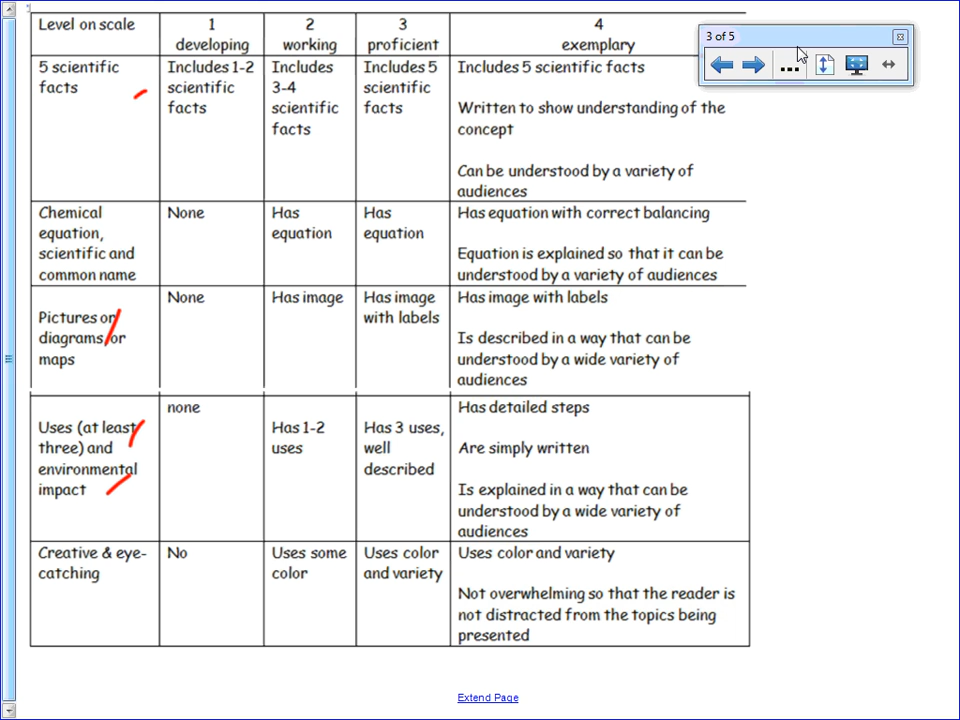 3 of 5
Level on scale
1
developing
2
working
3
proficient
4
exemplary
5 scientific
facts
Includes 1-2
scientific
facts
Includes
3-4
scientific
facts
Includes 5
scientific
facts
Includes 5 scientific facts
Written to show understanding of the
concept
Can be understood by a variety of
audiences
Chemical
equation,
scientific and
common name
None
Has
equation
Has
equation
Has equation with correct balancing
Equation is explained so that it can be
understood by a variety of audiences
Pictures or
diagrams or
maps
None
Has image
Has image
with labels
Has image with labels
Is described in a way that can be
understood by a wide variety of
audiences
Uses (at least
three) and
environmental
impact
none
Has 1-2
uses
Has 3 uses,
well
described
Has detailed steps
Are simply written
Is explained in a way that can be
understood by a wide variety of
audiences
Creative & eye-
catching
No
Uses some
color
Uses color
and variety
Uses color and variety
Not overwhelming so that the reader is
not distracted from the topics being
presented
Extend Page